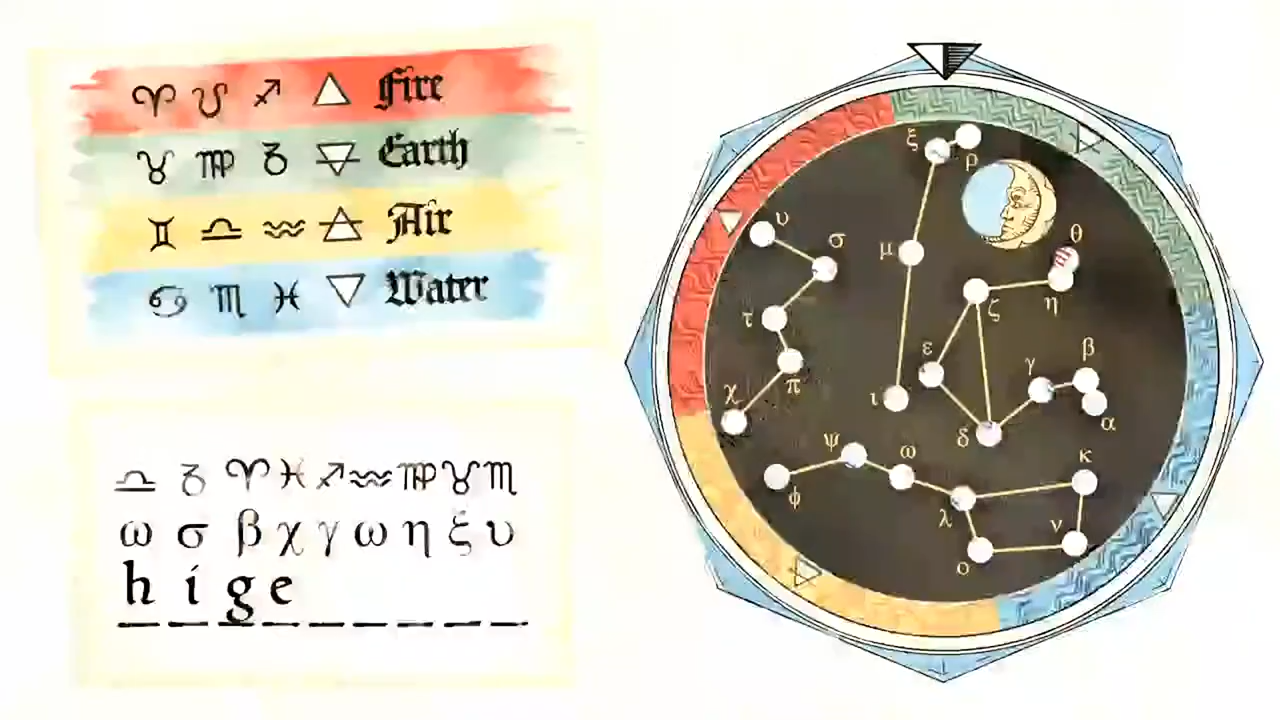 ♈ ♌ ♐ 🜂 Fire
♉ ♍ ♑ 🜃 Earth
♊ ♎ ♒ 🜁 Air
♋ ♏ ♓ 🜄 Water
♎ ♑ ♈ ♓ ♐ ♒ ♍ ♉ ♏
ω σ β χ γ ω η ξ υ
h i g e
ξ
ρ
υ
σ
μ
θ
η
ζ
τ
ε
π
γ
β
χ
ι
α
δ
ψ
ω
κ
φ
λ
ν
ο